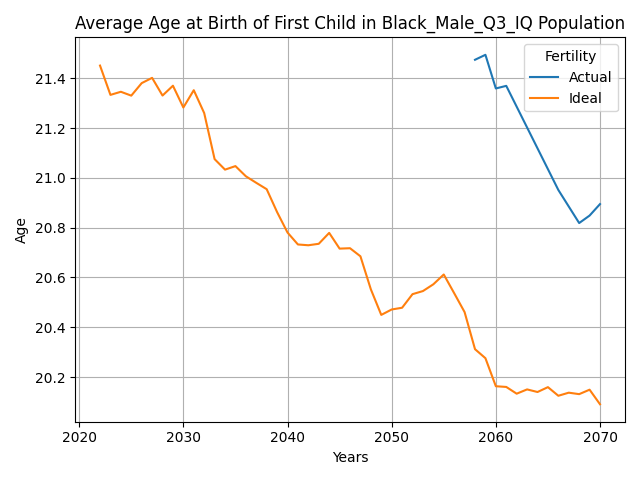 Average Age at Birth of First Child in Black_Male_Q3_IQ Population
Fertility
Actual
Ideal
Age
21.4
21.2
21.0
20.8
20.6
20.4
20.2
2020 2030 2040 2050 2060 2070
Years